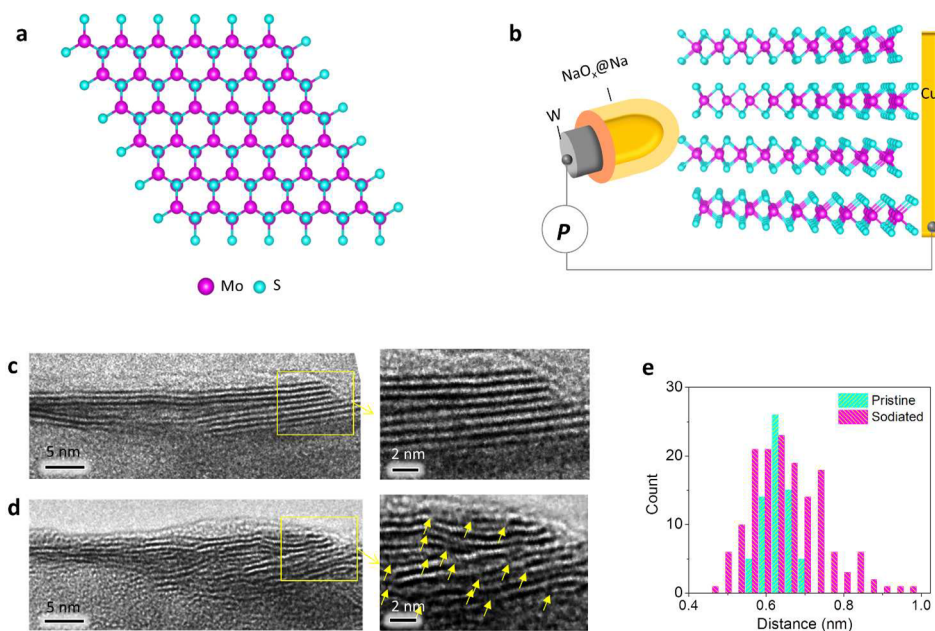 a
Mo
S
b
NaOx@Na
W
Cu
P
c
5 nm
2 nm
d
5 nm
2 nm
e
30
20
10
0
Count
Pristine
Sodiated
0.4
0.6
0.8
1.0
Distance (nm)